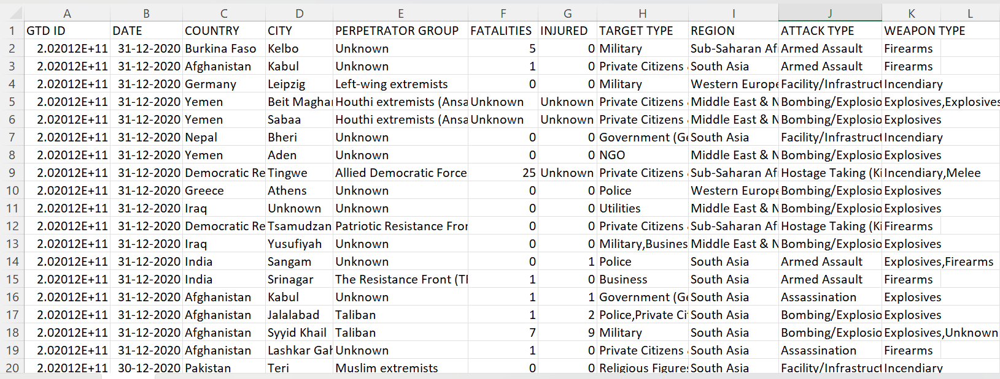 A B C D E F G H I J K L
1 GTD ID DATE COUNTRY CITY PERPETRATOR GROUP FATALITIES INJURED TARGET TYPE REGION ATTACK TYPE WEAPON TYPE
2 2.02012E+11 31-12-2020 Burkina Faso Kelbo Unknown 5 0 Military Sub-Saharan Af Armed Assault Firearms
3 2.02012E+11 31-12-2020 Afghanistan Kabul Unknown 1 0 Private Citizens South Asia Armed Assault Firearms
4 2.02012E+11 31-12-2020 Germany Leipzig Left-wing extremists 0 0 Military Western Europe Facility/Infrastruct Incendiary
5 2.02012E+11 31-12-2020 Yemen Beit Maghar Houthi extremists (Ansa Unknown Unknown Private Citizens Middle East & N Bombing/Explosio Explosives,Explosives
6 2.02012E+11 31-12-2020 Yemen Sabaa Houthi extremists (Ansa Unknown Unknown Private Citizens Middle East & N Bombing/Explosio Explosives
7 2.02012E+11 31-12-2020 Nepal Bheri Unknown 0 0 Government (Ge South Asia Facility/Infrastruct Incendiary
8 2.02012E+11 31-12-2020 Yemen Aden Unknown 0 0 NGO Middle East & N Bombing/Explosio Explosives
9 2.02012E+11 31-12-2020 Democratic Re Tingwe Allied Democratic Force 25 Unknown Private Citizens Sub-Saharan Af Hostage Taking (Ki Incendiary,Melee
10 2.02012E+11 31-12-2020 Greece Athens Unknown 0 0 Police Western Europe Bombing/Explosio Explosives
11 2.02012E+11 31-12-2020 Iraq Unknown Unknown 0 0 Utilities Middle East & N Bombing/Explosio Explosives
12 2.02012E+11 31-12-2020 Democratic Re Tsamudzan Patriotic Resistance Fror 0 0 Private Citizens Sub-Saharan Af Hostage Taking (Ki Firearms
13 2.02012E+11 31-12-2020 Iraq Yusufiyah Unknown 0 0 Military,Busines Middle East & N Bombing/Explosio Explosives
14 2.02012E+11 31-12-2020 India Sangam Unknown 0 1 Police South Asia Armed Assault Explosives,Firearms
15 2.02012E+11 31-12-2020 India Srinagar The Resistance Front (TF 1 0 Business South Asia Armed Assault Firearms
16 2.02012E+11 31-12-2020 Afghanistan Kabul Unknown 1 1 Government (Ge South Asia Assassination Explosives
17 2.02012E+11 31-12-2020 Afghanistan Jalalabad Taliban 1 2 Police,Private Cit South Asia Bombing/Explosio Explosives
18 2.02012E+11 31-12-2020 Afghanistan Syyid Khail Taliban 7 9 Military South Asia Bombing/Explosio Explosives,Unknown
19 2.02012E+11 31-12-2020 Afghanistan Lashkar Gah Unknown 1 0 Private Citizens South Asia Assassination Firearms
20 2.02012E+11 30-12-2020 Pakistan Teri Muslim extremists 0 0 Religious Figures South Asia Facility/Infrastruct Incendiary